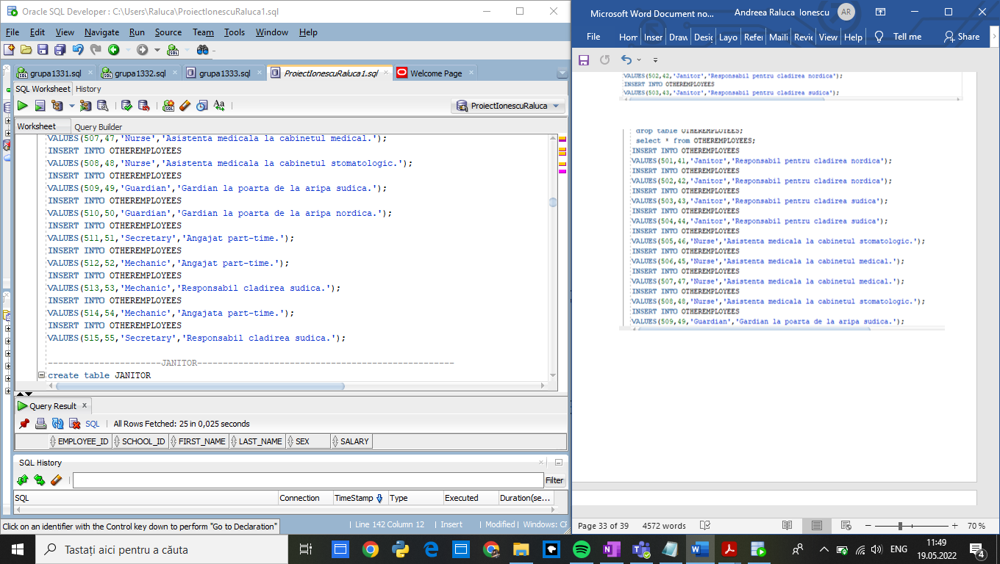 Oracle SQL Developer : C:\Users\Raluca\ProiectIonescuRaluca1.sql
File Edit View Navigate Run Source Team Tools Window Help
grupa1331.sql grupa1332.sql grupa1333.sql ProiectIonescuRaluca1.sql Welcome Page
SQL Worksheet History
ProiectIonescuRaluca
Worksheet Query Builder
VALUES(507,47,'Nurse','Asistenta medicala la cabinetul medical.');
INSERT INTO OTHEREMPLOYEES
VALUES(508,48,'Nurse','Asistenta medicala la cabinetul stomatologic.');
INSERT INTO OTHEREMPLOYEES
VALUES(509,49,'Guardian','Gardian la poarta de la aripa sudica.');
INSERT INTO OTHEREMPLOYEES
VALUES(510,50,'Guardian','Gardian la poarta de la aripa nordica.');
INSERT INTO OTHEREMPLOYEES
VALUES(511,51,'Secretary','Angajat part-time.');
INSERT INTO OTHEREMPLOYEES
VALUES(512,52,'Mechanic','Angajat part-time.');
INSERT INTO OTHEREMPLOYEES
VALUES(513,53,'Mechanic','Responsabil cladirea sudica.');
INSERT INTO OTHEREMPLOYEES
VALUES(514,54,'Mechanic','Angajata part-time.');
INSERT INTO OTHEREMPLOYEES
VALUES(515,55,'Secretary','Responsabil cladirea sudica.');
----------------------JANITOR--------------------------------------------------
create table JANITOR
Query Result x
SQL | All Rows Fetched: 25 in 0,025 seconds
EMPLOYEE_ID SCHOOL_ID FIRST_NAME LAST_NAME SEX SALARY
SQL History
Filter
SQL Connection TimeStamp Type Executed Duration(se...
Click on an identifier with the Control key down to perform "Go to Declaration"
| Line 142 Column 12 | Insert | Modified | Windows: CF
Microsoft Word Document no... Andreea Raluca Ionescu AR
File Hom Inser Draw Desig Layo Refer Maili Revie View Help Tell me Share
VALUES(502,42,'Janitor','Responsabil pentru cladirea nordica');
INSERT INTO OTHEREMPLOYEES
VALUES(503,43,'Janitor','Responsabil pentru cladirea sudica');
drop table OTHEREMPLOYEES;
select * from OTHEREMPLOYEES;
INSERT INTO OTHEREMPLOYEES
VALUES(501,41,'Janitor','Responsabil pentru cladirea nordica');
INSERT INTO OTHEREMPLOYEES
VALUES(502,42,'Janitor','Responsabil pentru cladirea nordica');
INSERT INTO OTHEREMPLOYEES
VALUES(503,43,'Janitor','Responsabil pentru cladirea sudica');
INSERT INTO OTHEREMPLOYEES
VALUES(504,44,'Janitor','Responsabil pentru cladirea sudica');
INSERT INTO OTHEREMPLOYEES
VALUES(505,46,'Nurse','Asistenta medicala la cabinetul stomatologic.');
INSERT INTO OTHEREMPLOYEES
VALUES(506,45,'Nurse','Asistenta medicala la cabinetul medical.');
INSERT INTO OTHEREMPLOYEES
VALUES(507,47,'Nurse','Asistenta medicala la cabinetul medical.');
INSERT INTO OTHEREMPLOYEES
VALUES(508,48,'Nurse','Asistenta medicala la cabinetul stomatologic.');
INSERT INTO OTHEREMPLOYEES
VALUES(509,49,'Guardian','Gardian la poarta de la aripa sudica.');
Page 33 of 39 4572 words 70 %
Tastați aici pentru a căuta
ENG 11:49
19.05.2022
4